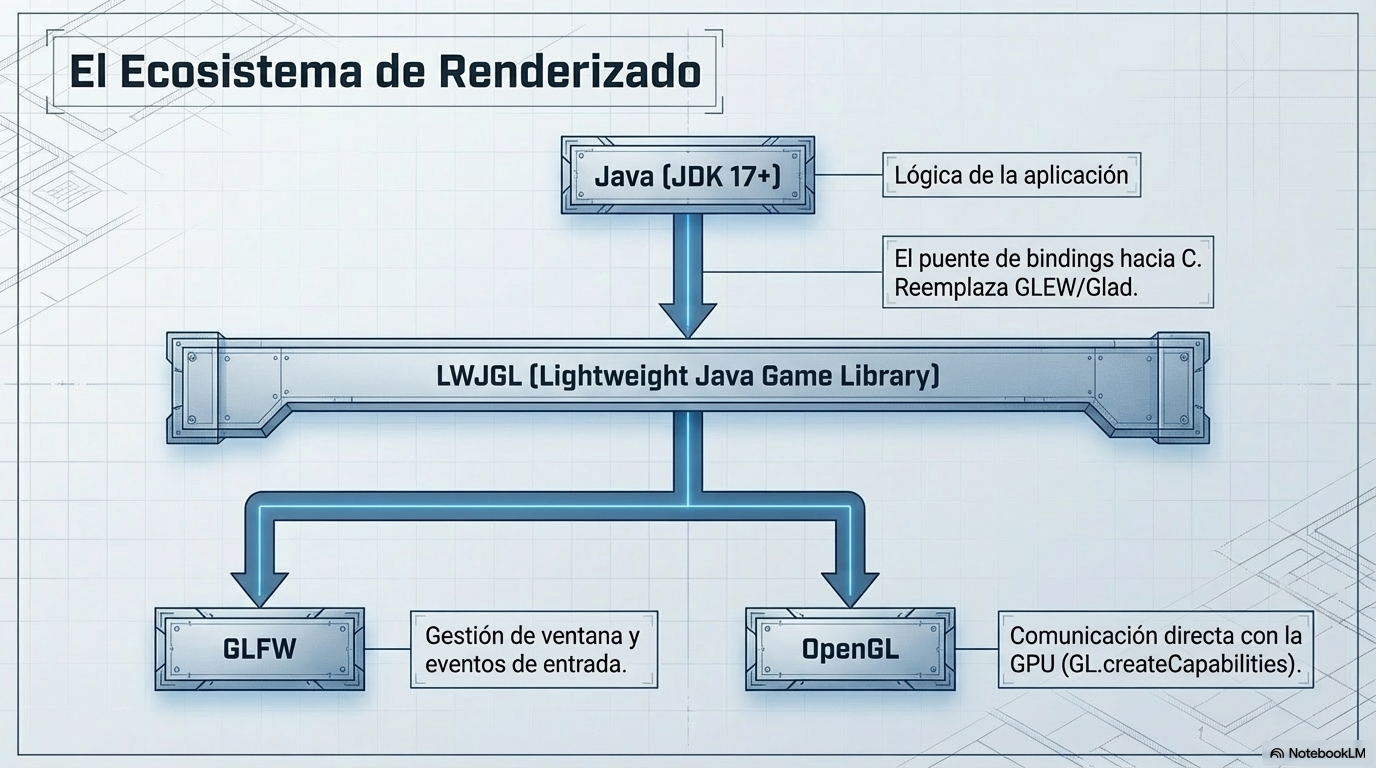 El Ecosistema de Renderizado
Java (JDK 17+)
Lógica de la aplicación
El puente de bindings hacia C.
Reemplaza GLEW/Glad.
LWJGL (Lightweight Java Game Library)
GLFW
Gestión de ventana y
eventos de entrada.
OpenGL
Comunicación directa con la
GPU (GL.createCapabilities).
NotebookLM